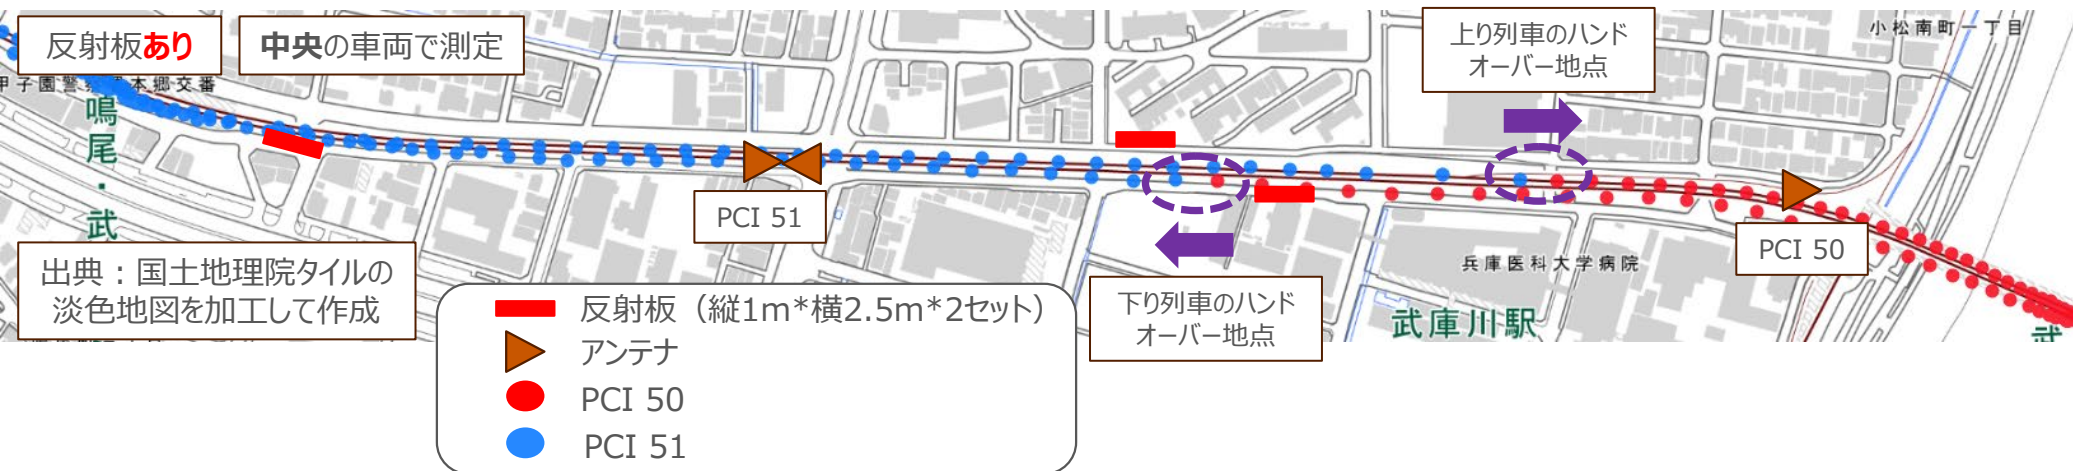 反射板あり
中央の車両で測定
上り列車のハンド
オーバー地点
小松南町一丁目
本郷交番
鳴尾・武
PCI 51
PCI 50
出典：国土地理院タイルの
淡色地図を加工して作成
兵庫医科大学病院
下り列車のハンド
オーバー地点
武庫川駅
武
反射板（縦1m*横2.5m*2セット）
アンテナ
PCI 50
PCI 51